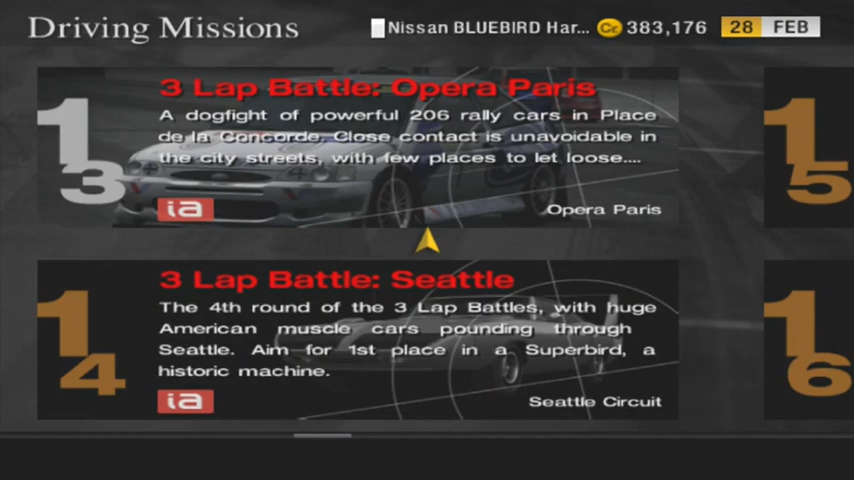 Driving Missions
Nissan BLUEBIRD Har... Cr 383,176 28 FEB
13
3 Lap Battle: Opera Paris
A dogfight of powerful 206 rally cars in Place
de la Concorde. Close contact is unavoidable in
the city streets, with few places to let loose....
iA
Opera Paris
15
14
3 Lap Battle: Seattle
The 4th round of the 3 Lap Battles, with huge
American muscle cars pounding through
Seattle. Aim for 1st place in a Superbird, a
historic machine.
iA
Seattle Circuit
16